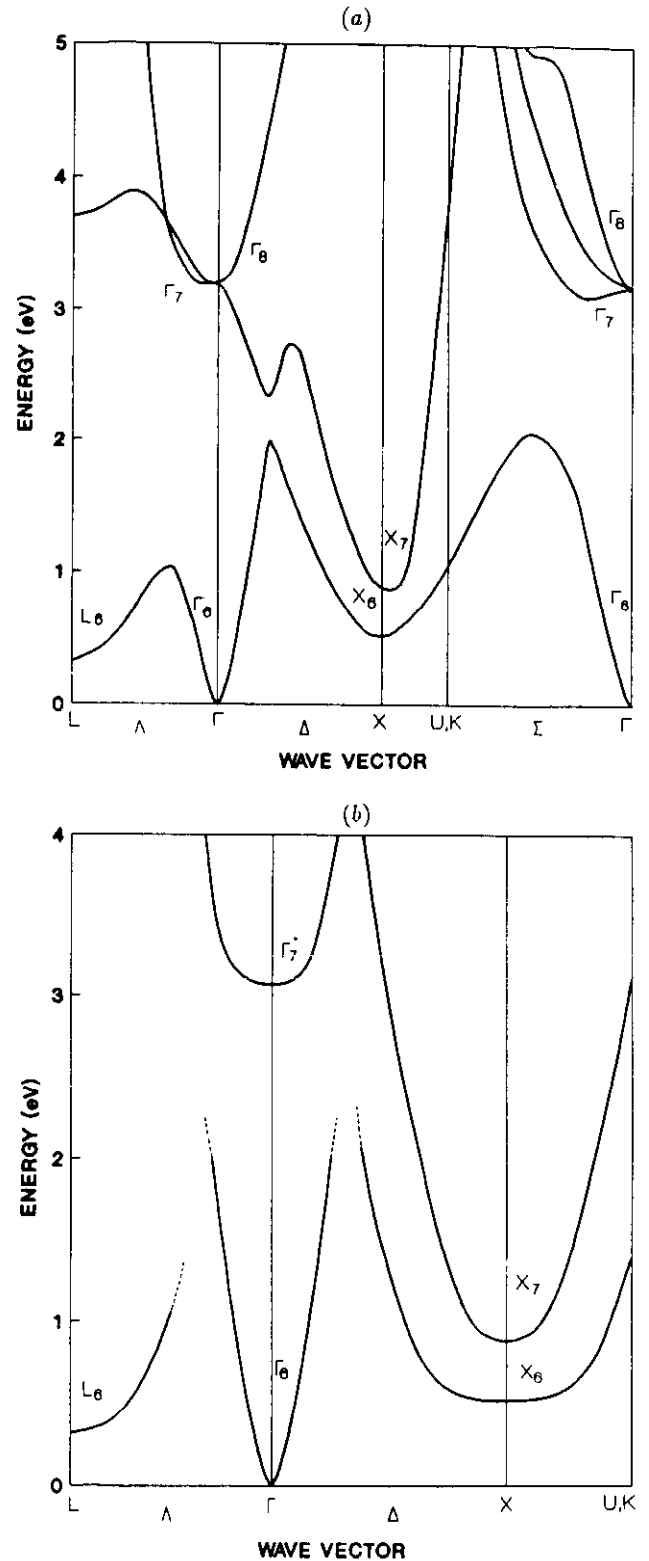 (a)
5
4
3
2
1
0
ENERGY (eV)
Γ8
Γ7
Γ8
Γ7
X7
X6
Γ6
L6
Γ6
L Λ Γ Δ X U,K Σ Γ
WAVE VECTOR
(b)
4
3
2
1
0
ENERGY (eV)
Γ7*
X7
X6
L6
Γ6
L Λ Γ Δ X U,K
WAVE VECTOR